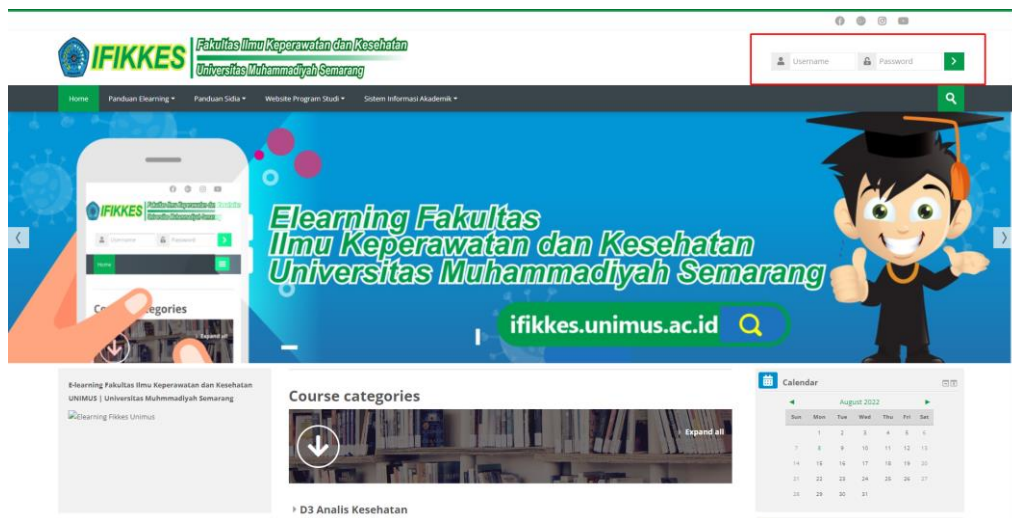 IFIKKES
Fakultas Ilmu Keperawatan dan Kesehatan
Universitas Muhammadiyah Semarang
Username
Password
Home
Panduan Elearning
Panduan Sidia
Website Program Studi
Sistem Informasi Akademik
IFIKKES
Username
Password
Home
Course categories
Expand all
Elearning Fakultas
Ilmu Keperawatan dan Kesehatan
Universitas Muhammadiyah Semarang
ifikkes.unimus.ac.id
E-learning Fakultas Ilmu Keperawatan dan Kesehatan
UNIMUS | Universitas Muhmmadiyah Semarang
Elearning Fikkes Unimus
Course categories
Expand all
D3 Analis Kesehatan
Calendar
August 2022
Sun Mon Tue Wed Thu Fri Sat
1 2 3 4 5 6
7 8 9 10 11 12 13
14 15 16 17 18 19 20
21 22 23 24 25 26 27
28 29 30 31